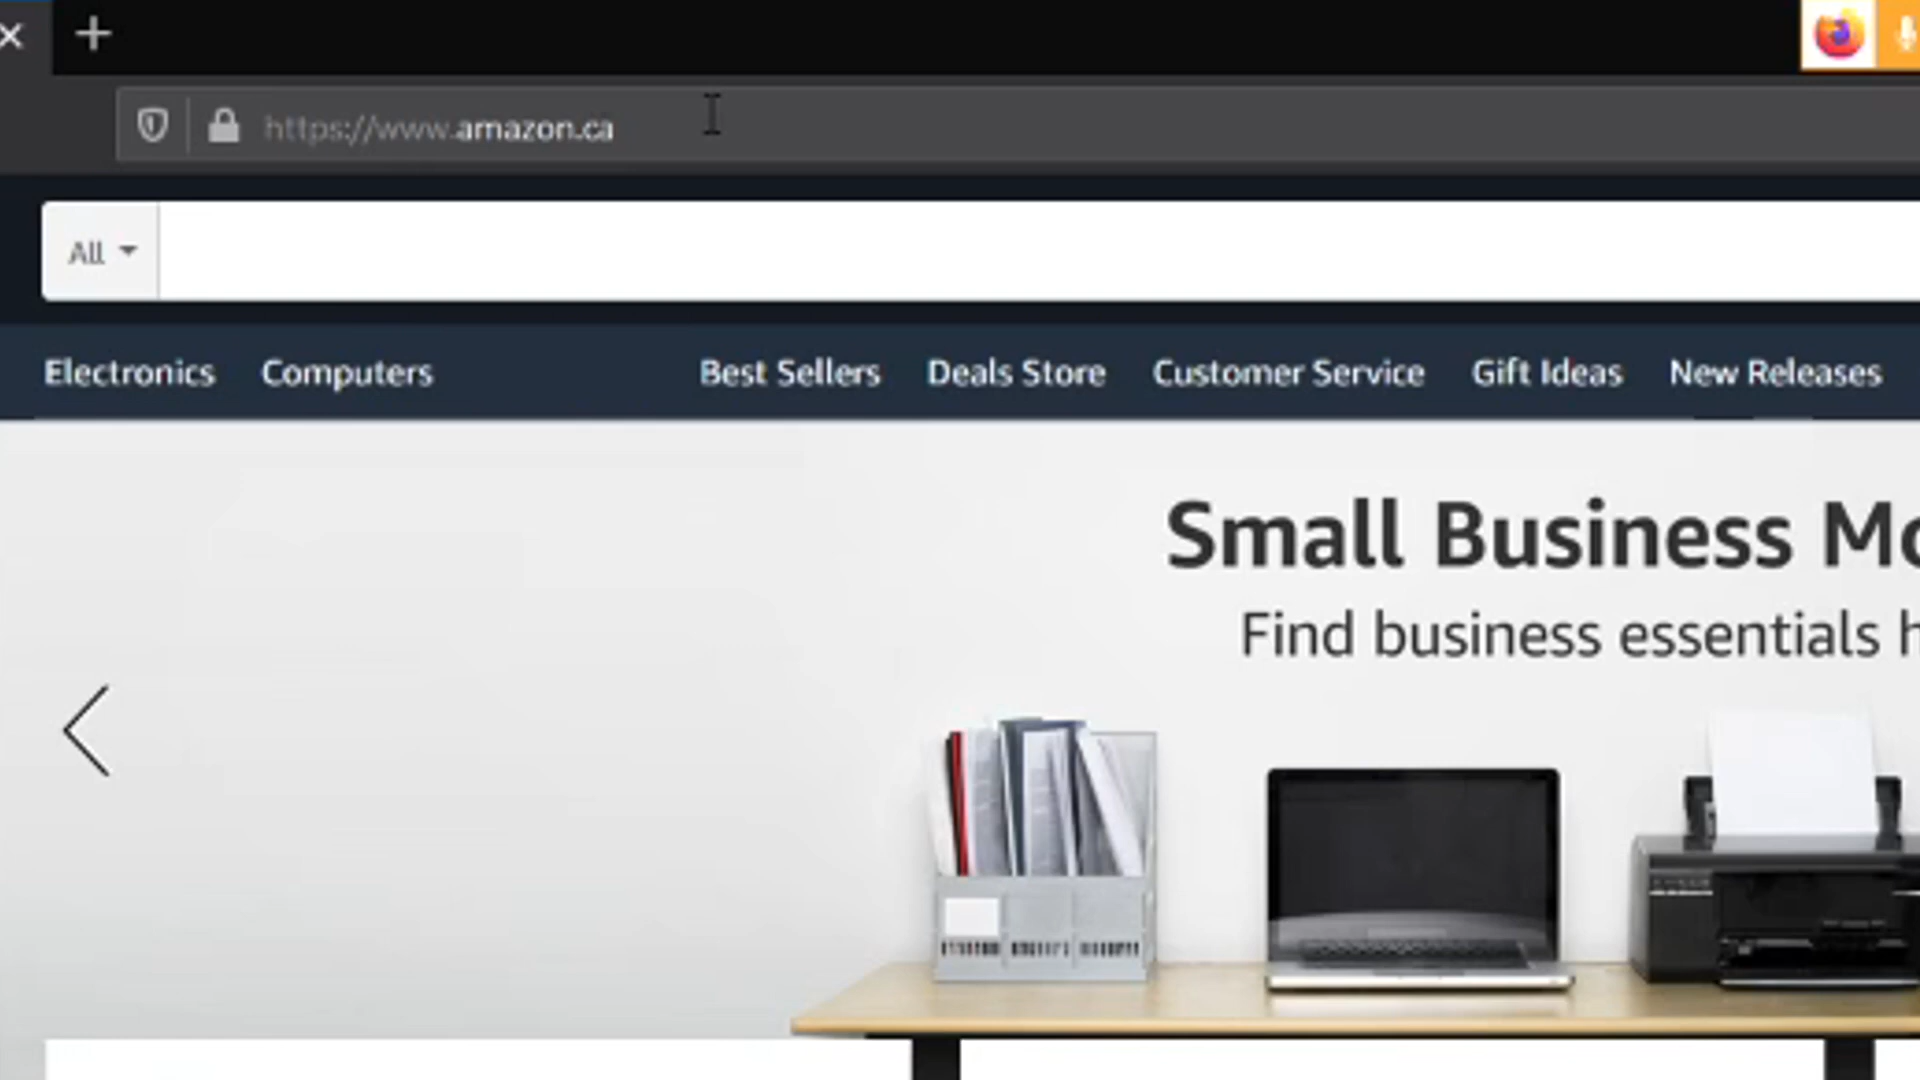 https://www.amazon.ca
All
Electronics Computers Best Sellers Deals Store Customer Service Gift Ideas New Releases
Small Business
Find business essentials